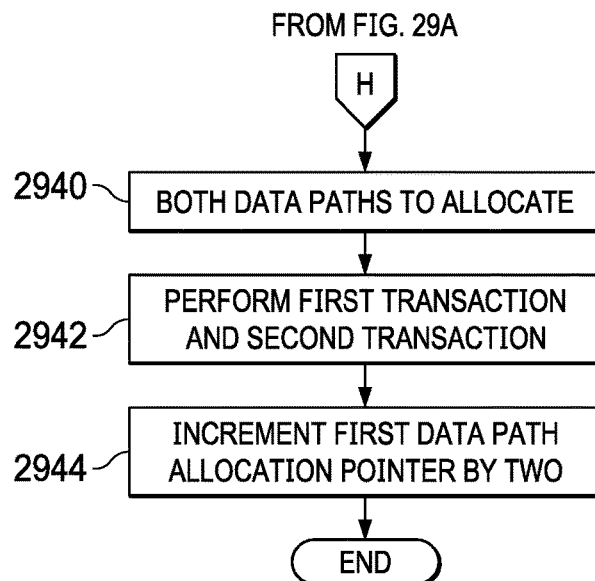 FROM FIG. 29A
H
2940
BOTH DATA PATHS TO ALLOCATE
2942
PERFORM FIRST TRANSACTION
AND SECOND TRANSACTION
2944
INCREMENT FIRST DATA PATH
ALLOCATION POINTER BY TWO
END